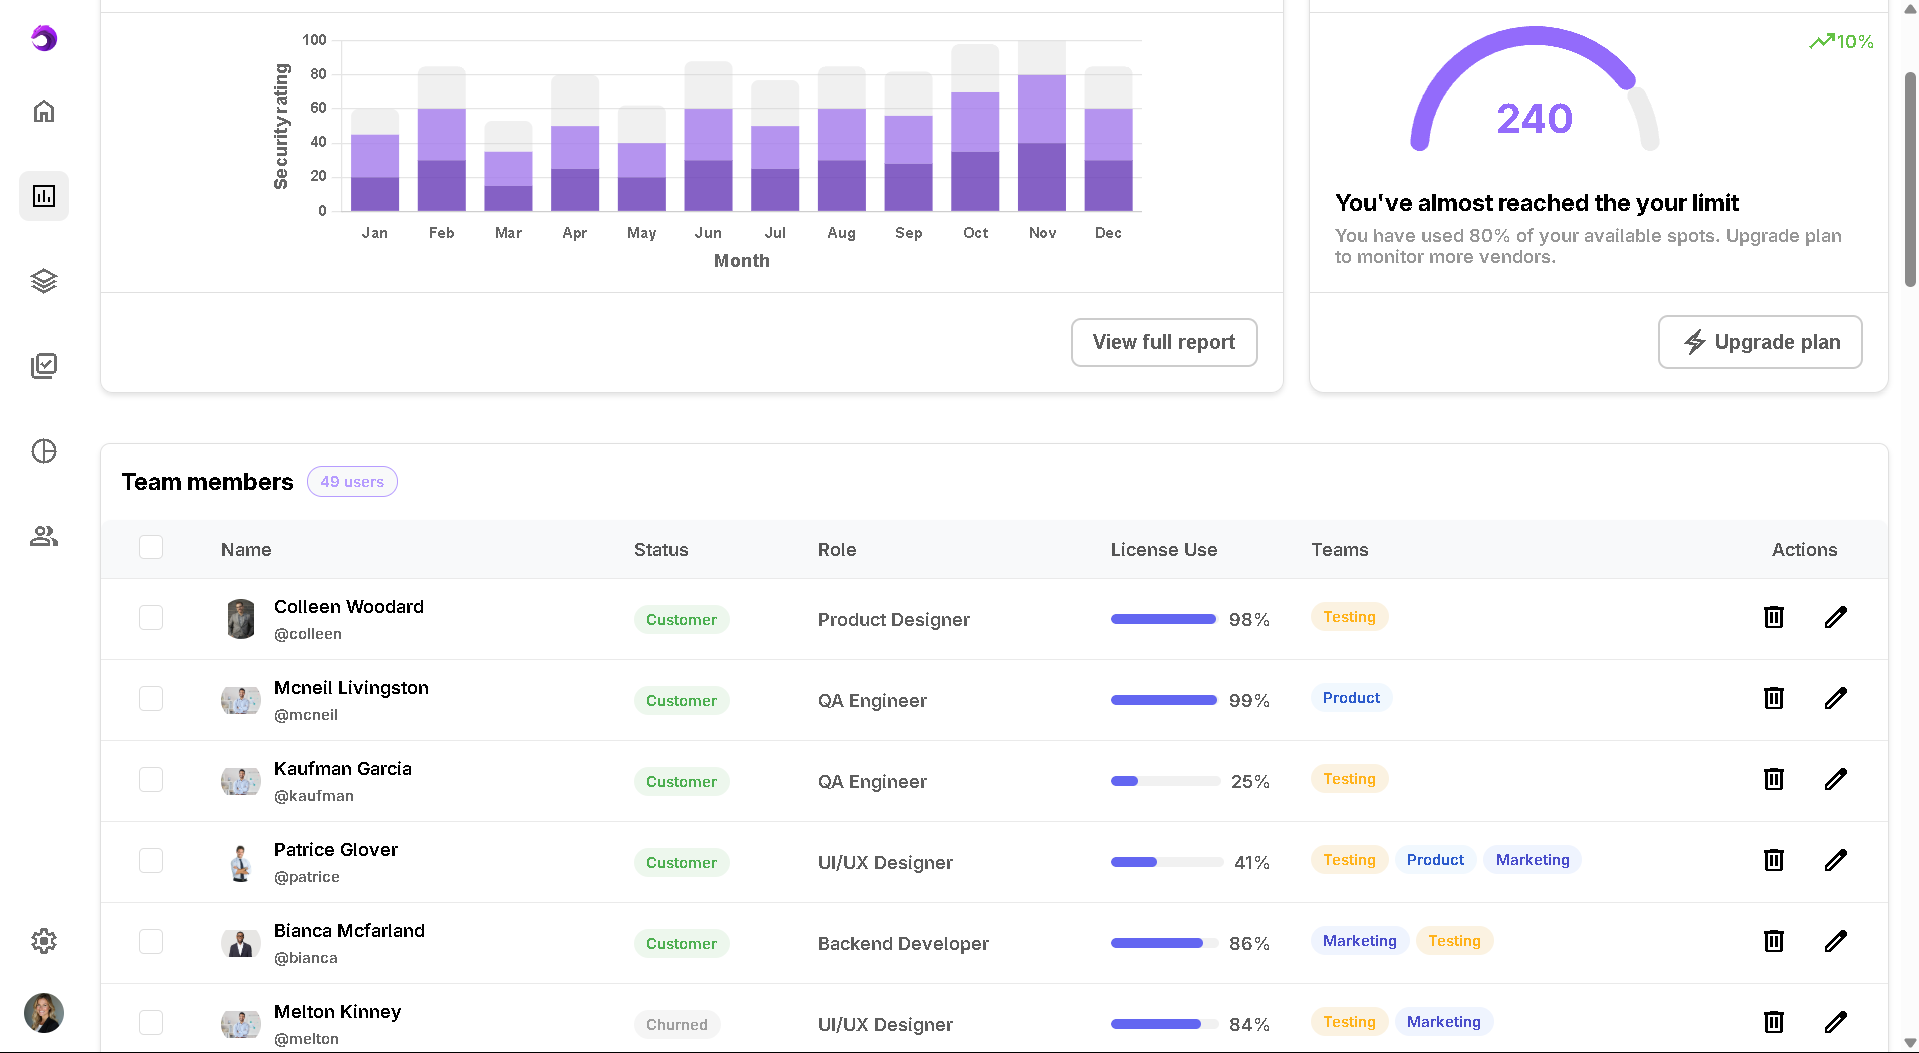 100
80
60
40
20
0
Security rating
Jan Feb Mar Apr May Jun Jul Aug Sep Oct Nov Dec
Month
View full report
10%
240
You've almost reached the your limit
You have used 80% of your available spots. Upgrade plan
to monitor more vendors.
Upgrade plan
Team members 49 users
Name Status Role License Use Teams Actions
Colleen Woodard
@colleen
Customer Product Designer 98% Testing
Mcneil Livingston
@mcneil
Customer QA Engineer 99% Product
Kaufman Garcia
@kaufman
Customer QA Engineer 25% Testing
Patrice Glover
@patrice
Customer UI/UX Designer 41% Testing Product Marketing
Bianca Mcfarland
@bianca
Customer Backend Developer 86% Marketing Testing
Melton Kinney
@melton
Churned UI/UX Designer 84% Testing Marketing